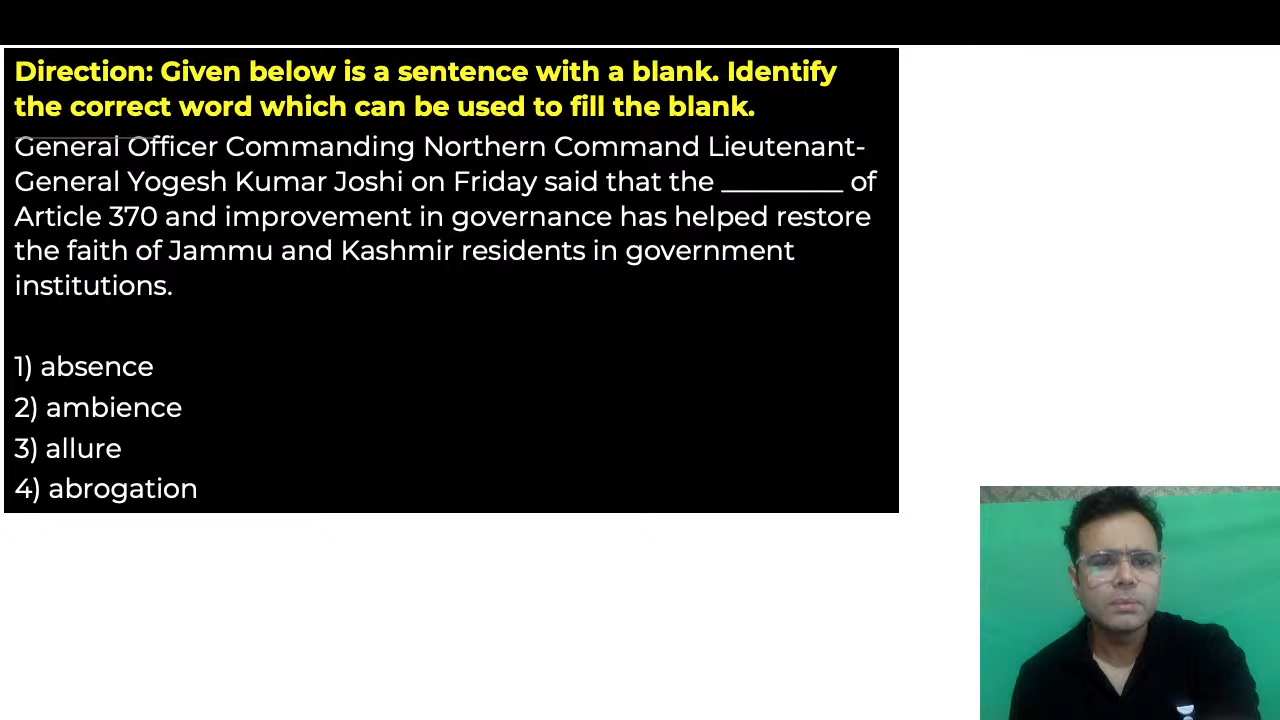 Direction: Given below is a sentence with a blank. Identify
the correct word which can be used to fill the blank.
General Officer Commanding Northern Command Lieutenant-
General Yogesh Kumar Joshi on Friday said that the _________ of
Article 370 and improvement in governance has helped restore
the faith of Jammu and Kashmir residents in government
institutions.
1) absence
2) ambience
3) allure
4) abrogation